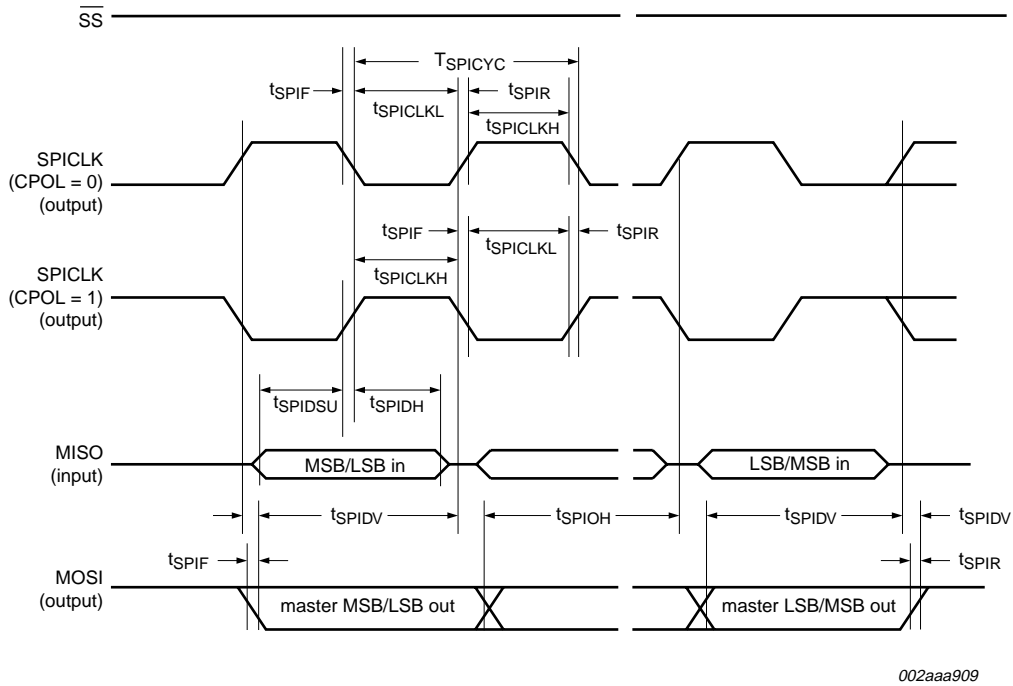 SS
TSPICYC
tSPIF
tSPICLKL
tSPIR
tSPICLKH
SPICLK
(CPOL = 0)
(output)
tSPIF
tSPICLKL
tSPIR
tSPICLKH
SPICLK
(CPOL = 1)
(output)
tSPIDSU
tSPIDH
MISO
(input)
MSB/LSB in
LSB/MSB in
tSPIDV
tSPIOH
tSPIDV
tSPIDV
tSPIF
tSPIR
MOSI
(output)
master MSB/LSB out
master LSB/MSB out
002aaa909